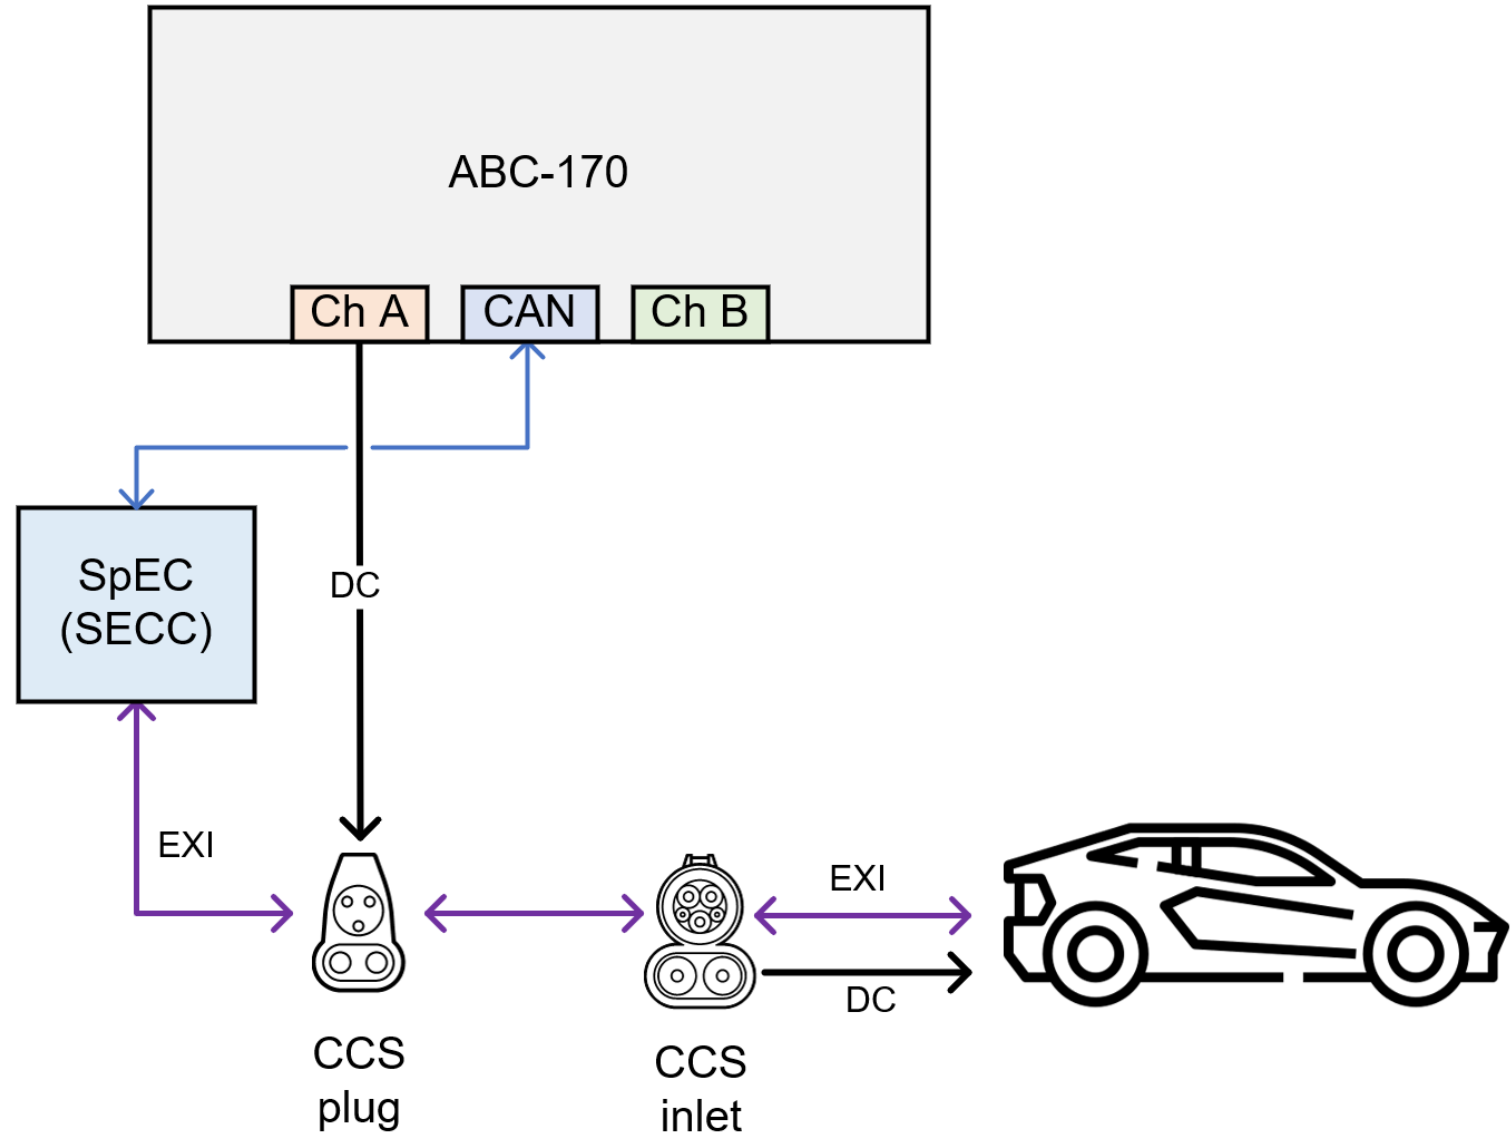 ABC-170
Ch A
CAN
Ch B
SpEC
(SECC)
DC
EXI
EXI
DC
CCS
plug
CCS
inlet